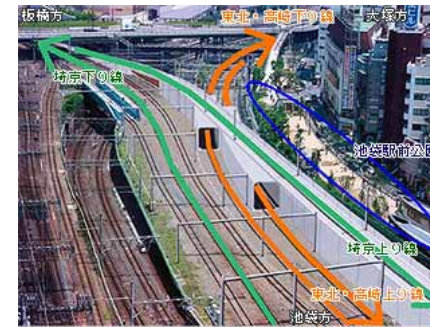 板橋方
東北・高崎下り線
大塚方
埼京下り線
池袋駅前公園
埼京上り線
東北・高崎上り線
池袋方